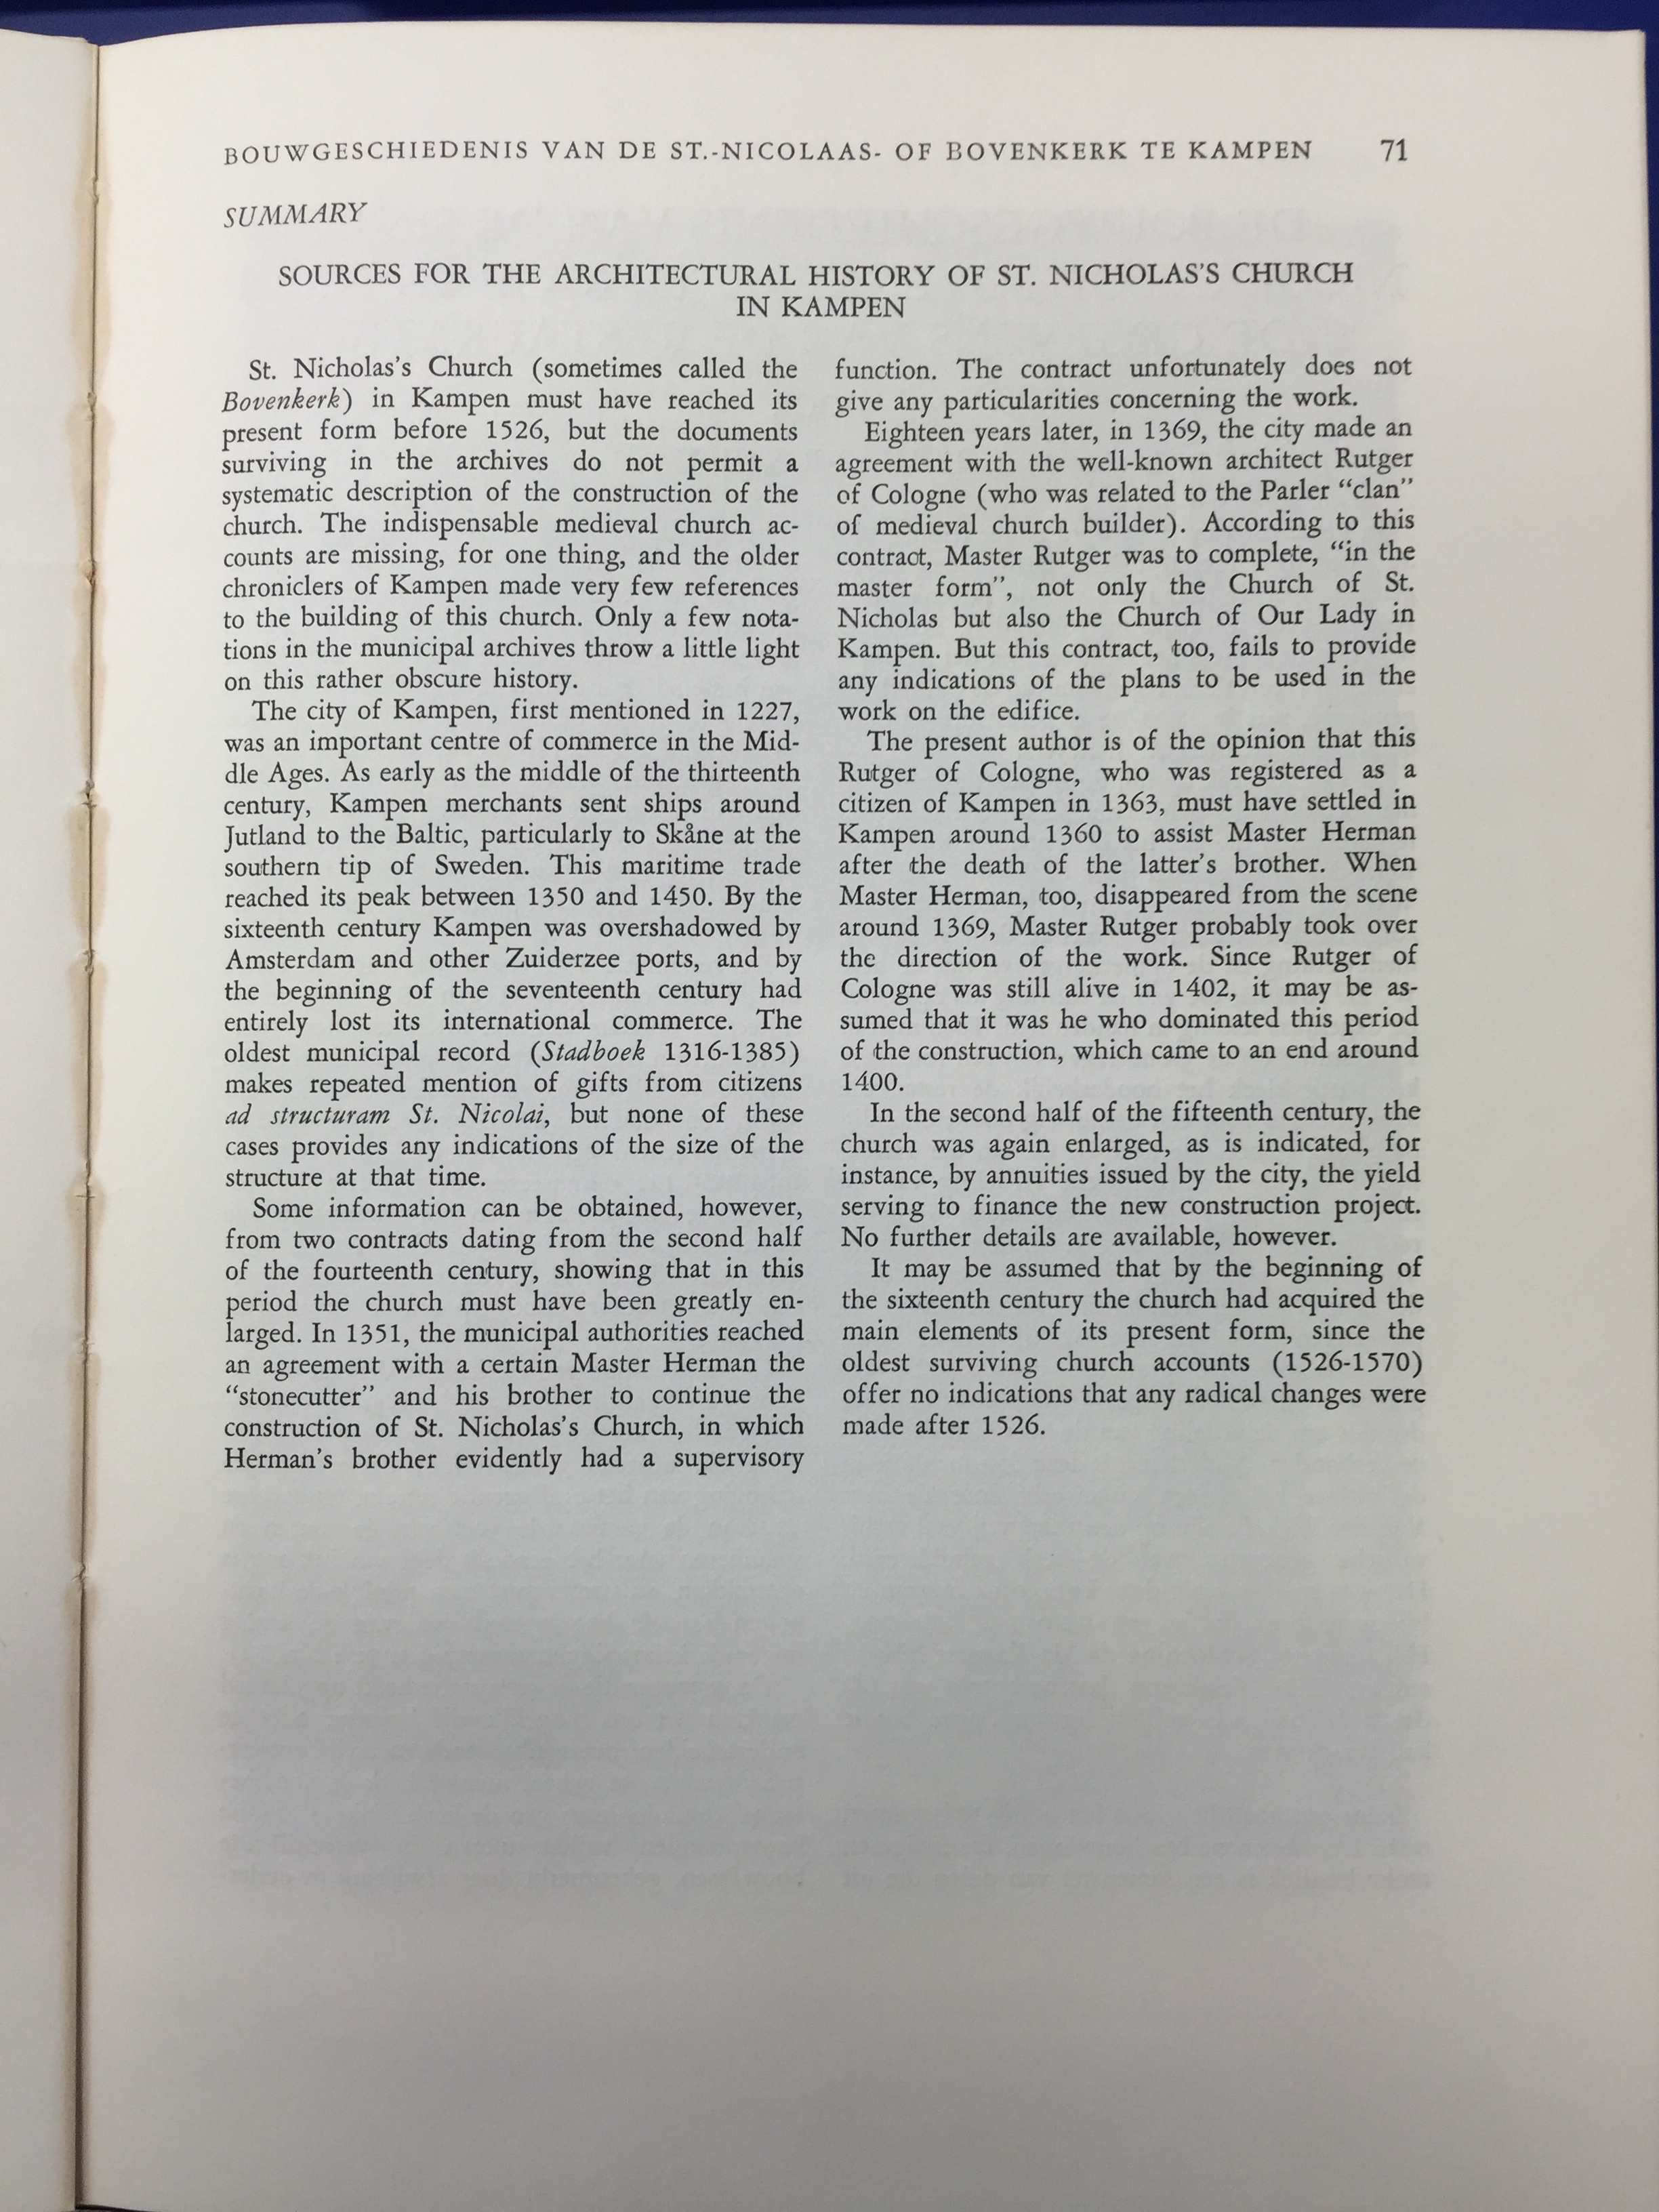 BOUWGESCHIEDENIS VAN DE ST.-NICOLAAS- OF BOVENKERK TE KAMPEN 71
SUMMARY
SOURCES FOR THE ARCHITECTURAL HISTORY OF ST. NICHOLAS'S CHURCH
IN KAMPEN
St. Nicholas's Church (sometimes called the
Bovenkerk) in Kampen must have reached its
present form before 1526, but the documents
surviving in the archives do not permit a
systematic description of the construction of the
church. The indispensable medieval church ac-
counts are missing, for one thing, and the older
chroniclers of Kampen made very few references
to the building of this church. Only a few nota-
tions in the municipal archives throw a little light
on this rather obscure history.
The city of Kampen, first mentioned in 1227,
was an important centre of commerce in the Mid-
dle Ages. As early as the middle of the thirteenth
century, Kampen merchants sent ships around
Jutland to the Baltic, particularly to Skåne at the
southern tip of Sweden. This maritime trade
reached its peak between 1350 and 1450. By the
sixteenth century Kampen was overshadowed by
Amsterdam and other Zuiderzee ports, and by
the beginning of the seventeenth century had
entirely lost its international commerce. The
oldest municipal record (Stadboek 1316-1385)
makes repeated mention of gifts from citizens
ad structuram St. Nicolai, but none of these
cases provides any indications of the size of the
structure at that time.
Some information can be obtained, however,
from two contracts dating from the second half
of the fourteenth century, showing that in this
period the church must have been greatly en-
larged. In 1351, the municipal authorities reached
an agreement with a certain Master Herman the
"stonecutter" and his brother to continue the
construction of St. Nicholas's Church, in which
Herman's brother evidently had a supervisory
function. The contract unfortunately does not
give any particularities concerning the work.
Eighteen years later, in 1369, the city made an
agreement with the well-known architect Rutger
of Cologne (who was related to the Parler "clan"
of medieval church builder). According to this
contract, Master Rutger was to complete, "in the
master form", not only the Church of St.
Nicholas but also the Church of Our Lady in
Kampen. But this contract, too, fails to provide
any indications of the plans to be used in the
work on the edifice.
The present author is of the opinion that this
Rutger of Cologne, who was registered as a
citizen of Kampen in 1363, must have settled in
Kampen around 1360 to assist Master Herman
after the death of the latter's brother. When
Master Herman, too, disappeared from the scene
around 1369, Master Rutger probably took over
the direction of the work. Since Rutger of
Cologne was still alive in 1402, it may be as-
sumed that it was he who dominated this period
of the construction, which came to an end around
1400.
In the second half of the fifteenth century, the
church was again enlarged, as is indicated, for
instance, by annuities issued by the city, the yield
serving to finance the new construction project.
No further details are available, however.
It may be assumed that by the beginning of
the sixteenth century the church had acquired the
main elements of its present form, since the
oldest surviving church accounts (1526-1570)
offer no indications that any radical changes were
made after 1526.